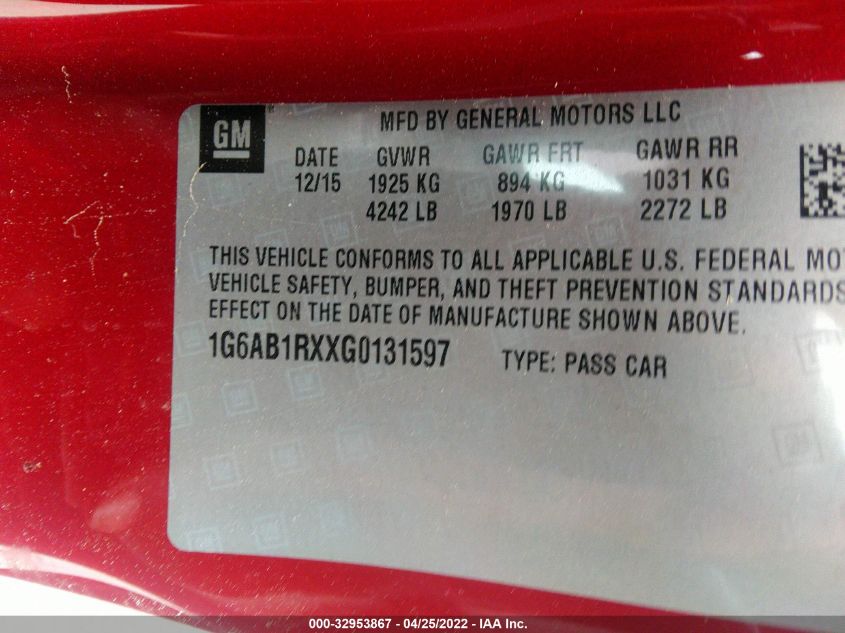 GM ®
MFD BY GENERAL MOTORS LLC
DATE GVWR GAWR FRT GAWR RR
12/15 1925 KG 894 KG 1031 KG
4242 LB 1970 LB 2272 LB
THIS VEHICLE CONFORMS TO ALL APPLICABLE U.S. FEDERAL MO
VEHICLE SAFETY, BUMPER, AND THEFT PREVENTION STANDARDS
EFFECT ON THE DATE OF MANUFACTURE SHOWN ABOVE.
1G6AB1RXXG0131597 TYPE: PASS CAR
000-32953867 - 04/25/2022 - IAA Inc.